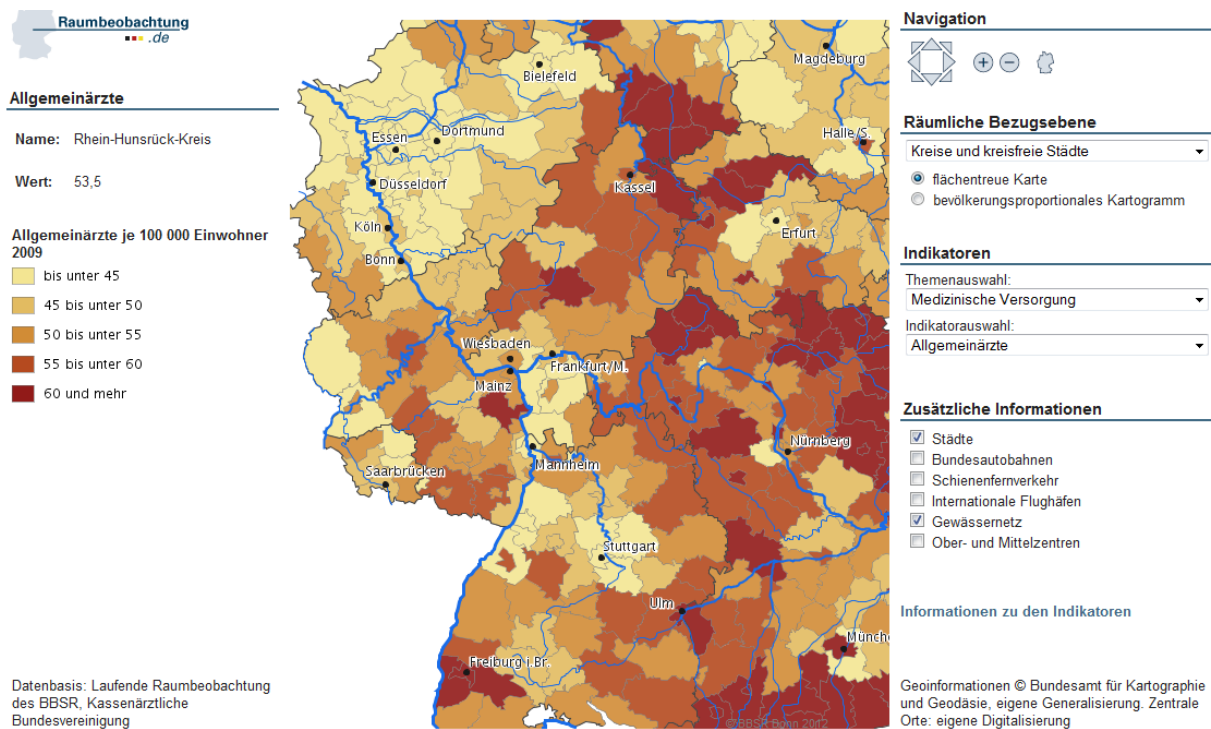 Raumbeobachtung
.de
Allgemeinärzte
Name: Rhein-Hunsrück-Kreis
Wert: 53,5
Allgemeinärzte je 100 000 Einwohner
2009
bis unter 45
45 bis unter 50
50 bis unter 55
55 bis unter 60
60 und mehr
Datenbasis: Laufende Raumbeobachtung
des BBSR, Kassenärztliche
Bundesvereinigung
Bielefeld
Magdeburg
Essen
Dortmund
Halle/S.
Düsseldorf
Kassel
Köln
Erfurt
Bonn
Wiesbaden
Frankfurt/M.
Mainz
Nürnberg
Mannheim
Saarbrücken
Stuttgart
Ulm
Münche
Freiburg i.Br.
©BBSR Bonn 2012
Navigation
Räumliche Bezugsebene
Kreise und kreisfreie Städte
flächentreue Karte
bevölkerungsproportionales Kartogramm
Indikatoren
Themenauswahl:
Medizinische Versorgung
Indikatorauswahl:
Allgemeinärzte
Zusätzliche Informationen
Städte
Bundesautobahnen
Schienenfernverkehr
Internationale Flughäfen
Gewässernetz
Ober- und Mittelzentren
Informationen zu den Indikatoren
Geoinformationen © Bundesamt für Kartographie
und Geodäsie, eigene Generalisierung. Zentrale
Orte: eigene Digitalisierung